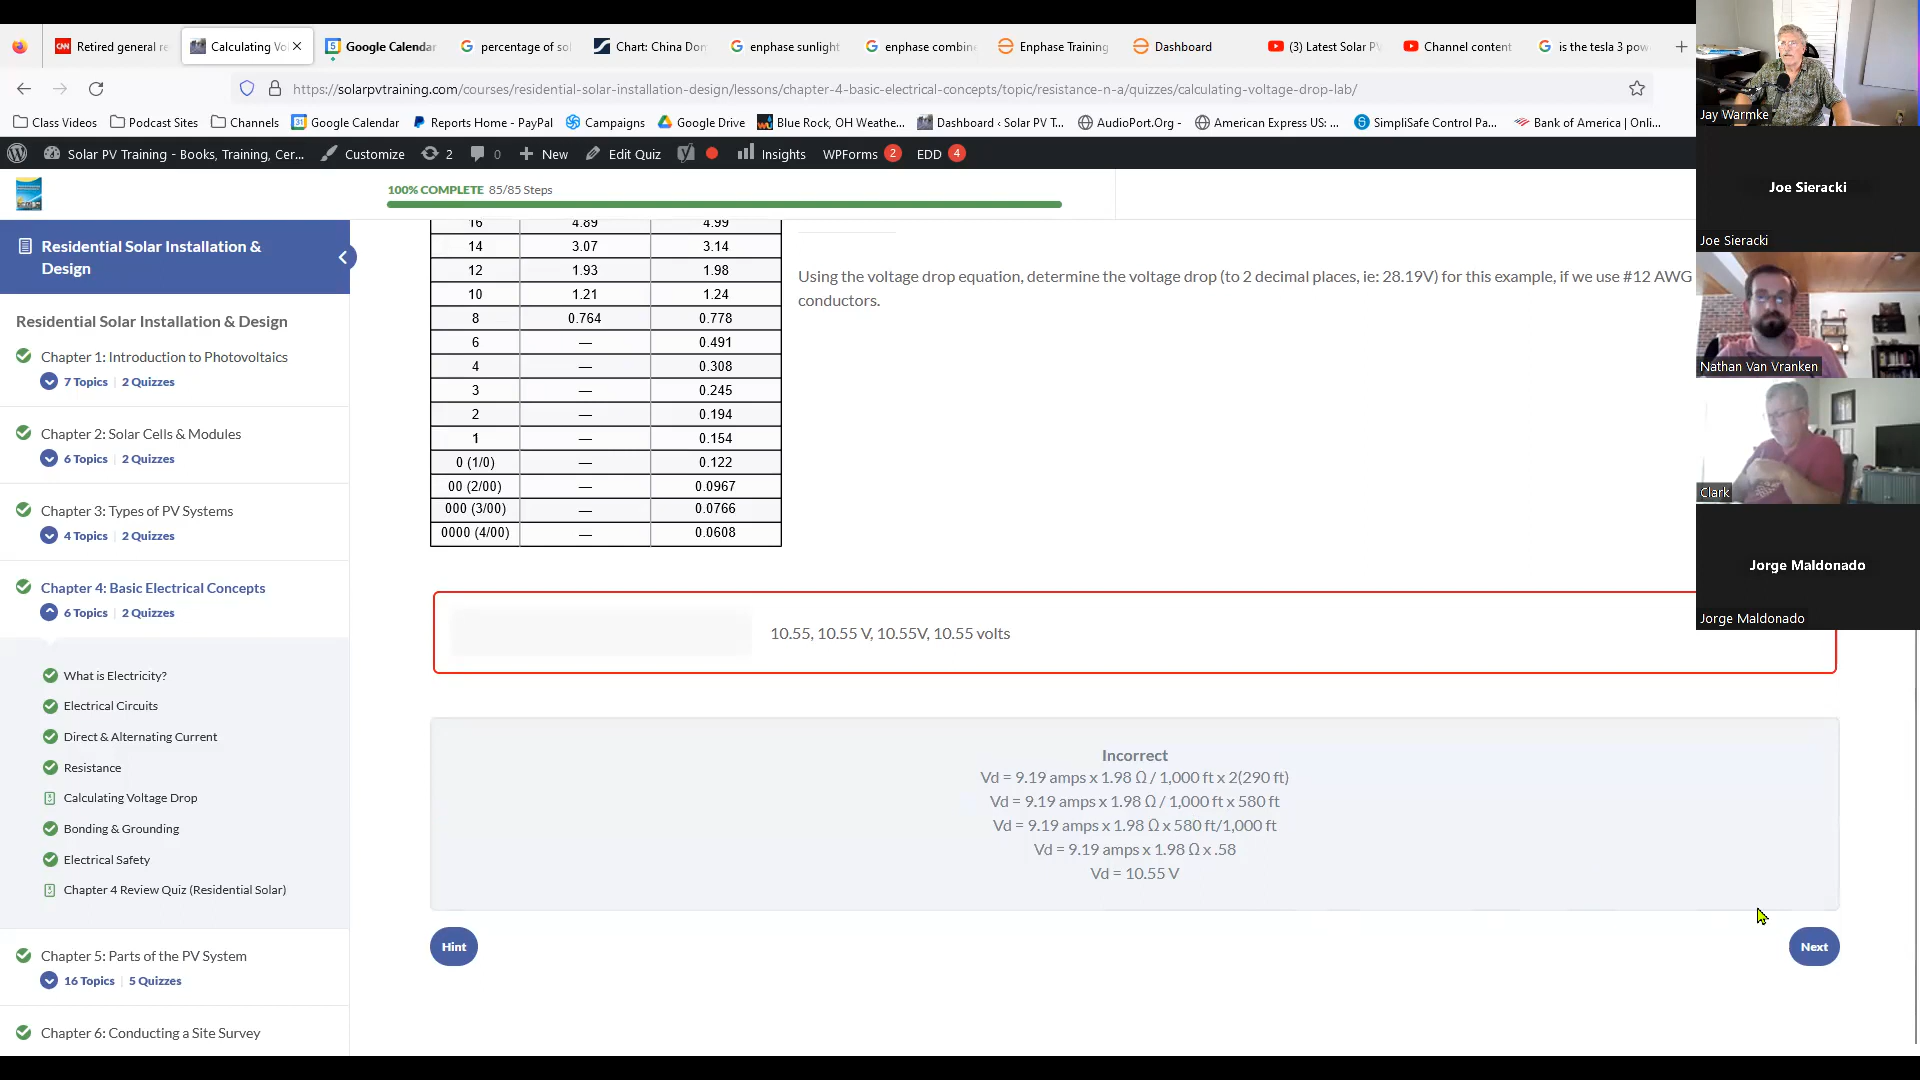 Retired general re
Calculating Vol
Google Calendar
percentage of so
Chart: China Dom
enphase sunlight
enphase combin
Enphase Training
Dashboard
(3) Latest Solar PV
Channel content
is the tesla 3 pow
https://solarpvtraining.com/courses/residential-solar-installation-design/lessons/chapter-4-basic-electrical-concepts/topic/resistance-n-a/quizzes/calculating-voltage-drop-lab/
Class Videos
Podcast Sites
Channels
Google Calendar
Reports Home - PayPal
Campaigns
Google Drive
Blue Rock, OH Weathe...
Dashboard ‹ Solar PV T...
AudioPort.Org -
American Express US: ...
SimpliSafe Control Pa...
Bank of America | Onli...
Solar PV Training - Books, Training, Cer...
Customize
2
0
New
Edit Quiz
Insights
WPForms 2
EDD 4
100% COMPLETE 85/85 Steps
Residential Solar Installation &
Design
Residential Solar Installation & Design
Chapter 1: Introduction to Photovoltaics
7 Topics | 2 Quizzes
Chapter 2: Solar Cells & Modules
6 Topics | 2 Quizzes
Chapter 3: Types of PV Systems
4 Topics | 2 Quizzes
Chapter 4: Basic Electrical Concepts
6 Topics | 2 Quizzes
What is Electricity?
Electrical Circuits
Direct & Alternating Current
Resistance
Calculating Voltage Drop
Bonding & Grounding
Electrical Safety
Chapter 4 Review Quiz (Residential Solar)
Chapter 5: Parts of the PV System
16 Topics | 5 Quizzes
Chapter 6: Conducting a Site Survey
16 4.89 4.99
14 3.07 3.14
12 1.93 1.98
10 1.21 1.24
8 0.764 0.778
6 — 0.491
4 — 0.308
3 — 0.245
2 — 0.194
1 — 0.154
0 (1/0) — 0.122
00 (2/00) — 0.0967
000 (3/00) — 0.0766
0000 (4/00) — 0.0608
Using the voltage drop equation, determine the voltage drop (to 2 decimal places, ie: 28.19V) for this example, if we use #12 AWG
conductors.
10.55, 10.55 V, 10.55V, 10.55 volts
Incorrect
Vd = 9.19 amps x 1.98 Ω / 1,000 ft x 2(290 ft)
Vd = 9.19 amps x 1.98 Ω / 1,000 ft x 580 ft
Vd = 9.19 amps x 1.98 Ω x 580 ft/1,000 ft
Vd = 9.19 amps x 1.98 Ω x .58
Vd = 10.55 V
Hint
Next
Jay Warmke
Joe Sieracki
Joe Sieracki
Nathan Van Vranken
Clark
Jorge Maldonado
Jorge Maldonado